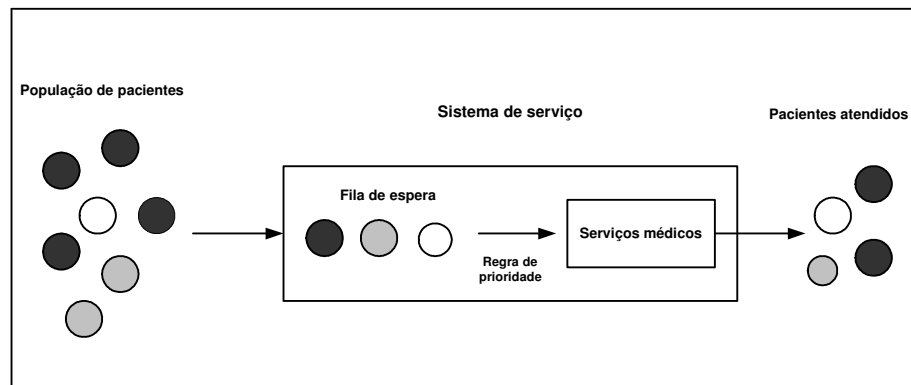 População de pacientes
Sistema de serviço
Pacientes atendidos
Fila de espera
Regra de
prioridade
Serviços médicos